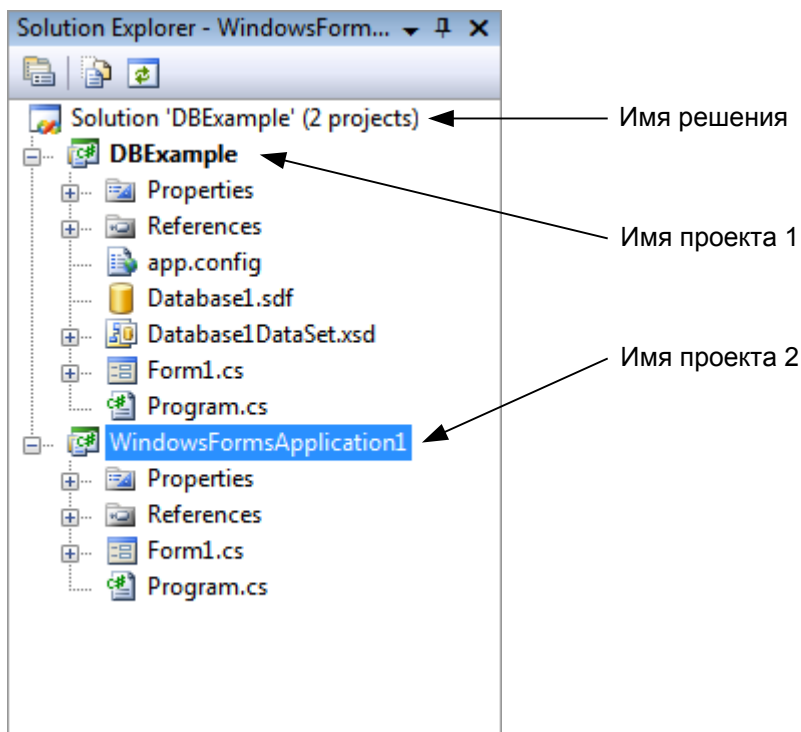 Solution Explorer - WindowsForm...
Solution 'DBExample' (2 projects)
Имя решения
DBExample
Properties
References
Имя проекта 1
app.config
Database1.sdf
Database1DataSet.xsd
Form1.cs
Имя проекта 2
Program.cs
WindowsFormsApplication1
Properties
References
Form1.cs
Program.cs